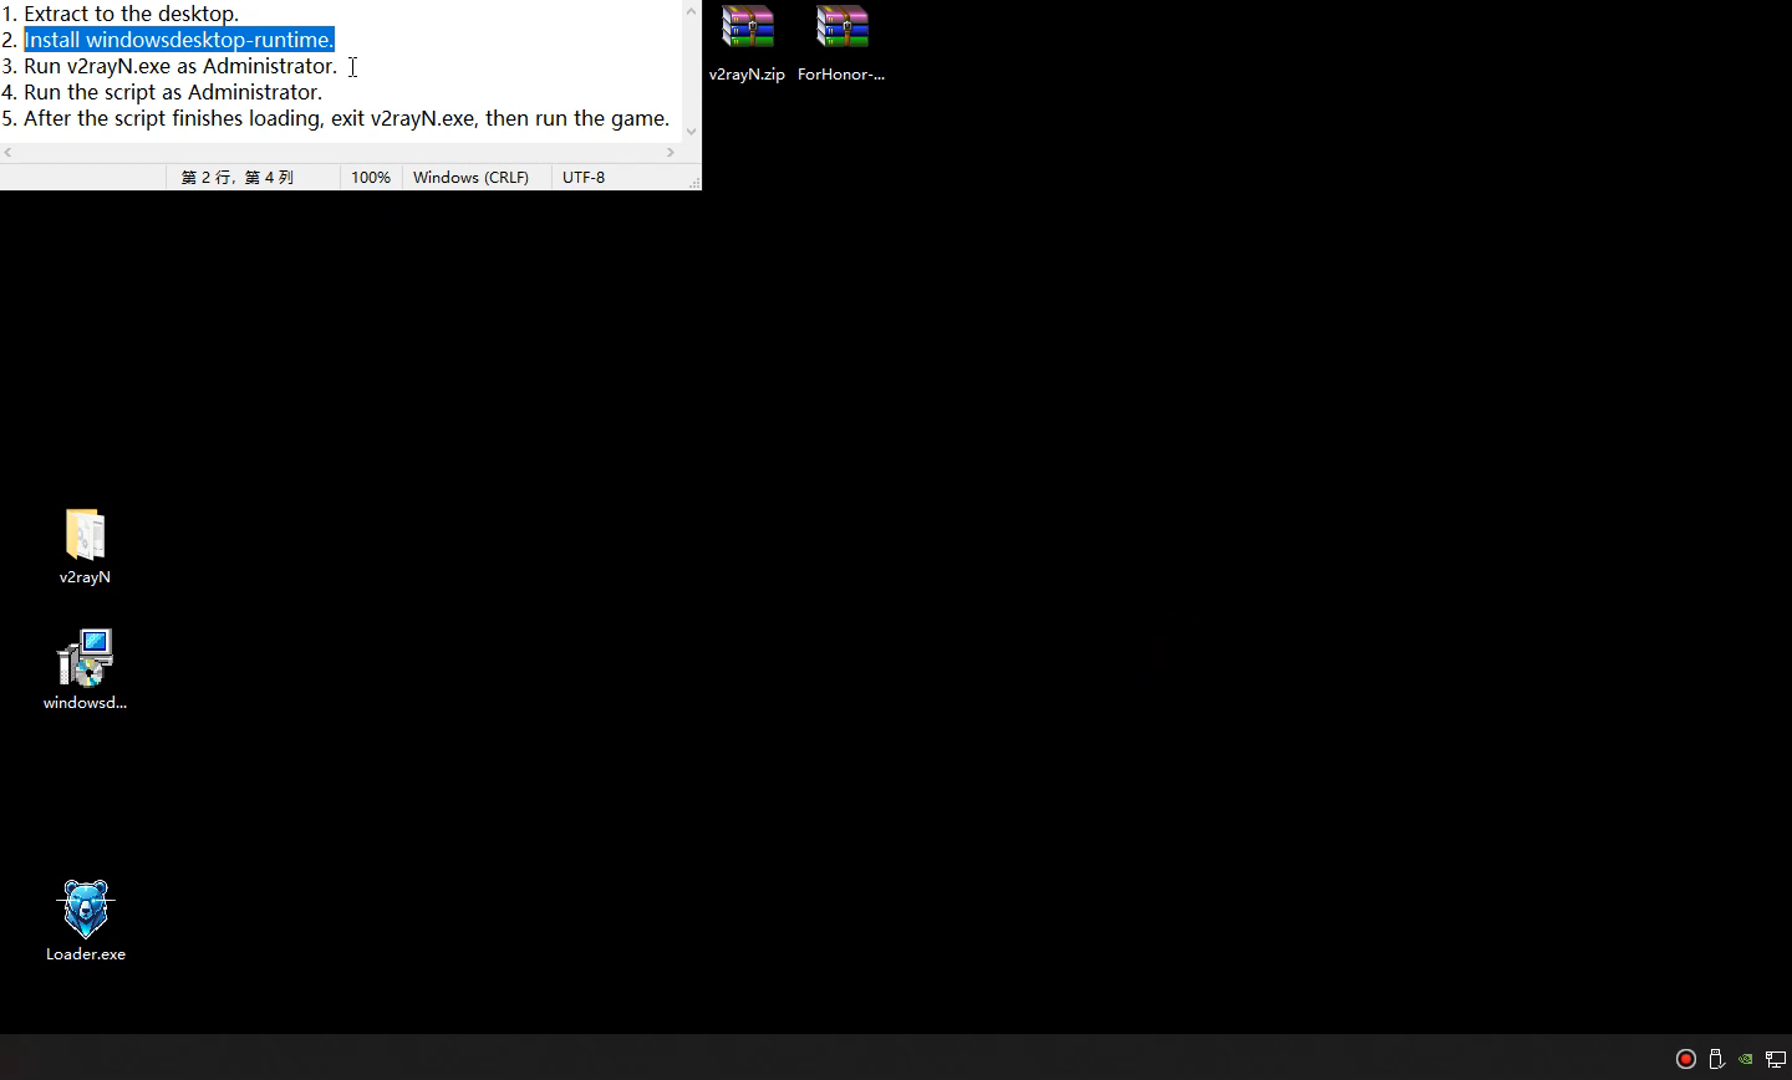 1. Extract to the desktop.
2. Install windowsdesktop-runtime.
3. Run v2rayN.exe as Administrator.
4. Run the script as Administrator.
5. After the script finishes loading, exit v2rayN.exe, then run the game.
第 2 行，第 4 列 100% Windows (CRLF) UTF-8
v2rayN.zip ForHonor-...
v2rayN
windowsd...
Loader.exe